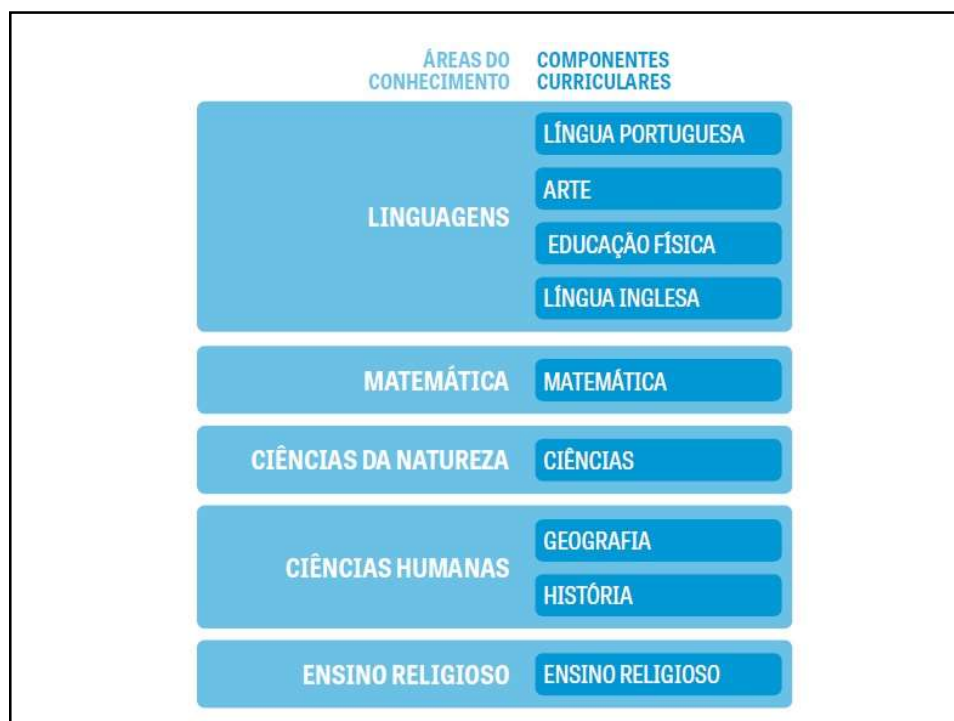 ÁREAS DO
CONHECIMENTO
COMPONENTES
CURRICULARES
LINGUAGENS
LÍNGUA PORTUGUESA
ARTE
EDUCAÇÃO FÍSICA
LÍNGUA INGLESA
MATEMÁTICA
MATEMÁTICA
CIÊNCIAS DA NATUREZA
CIÊNCIAS
CIÊNCIAS HUMANAS
GEOGRAFIA
HISTÓRIA
ENSINO RELIGIOSO
ENSINO RELIGIOSO